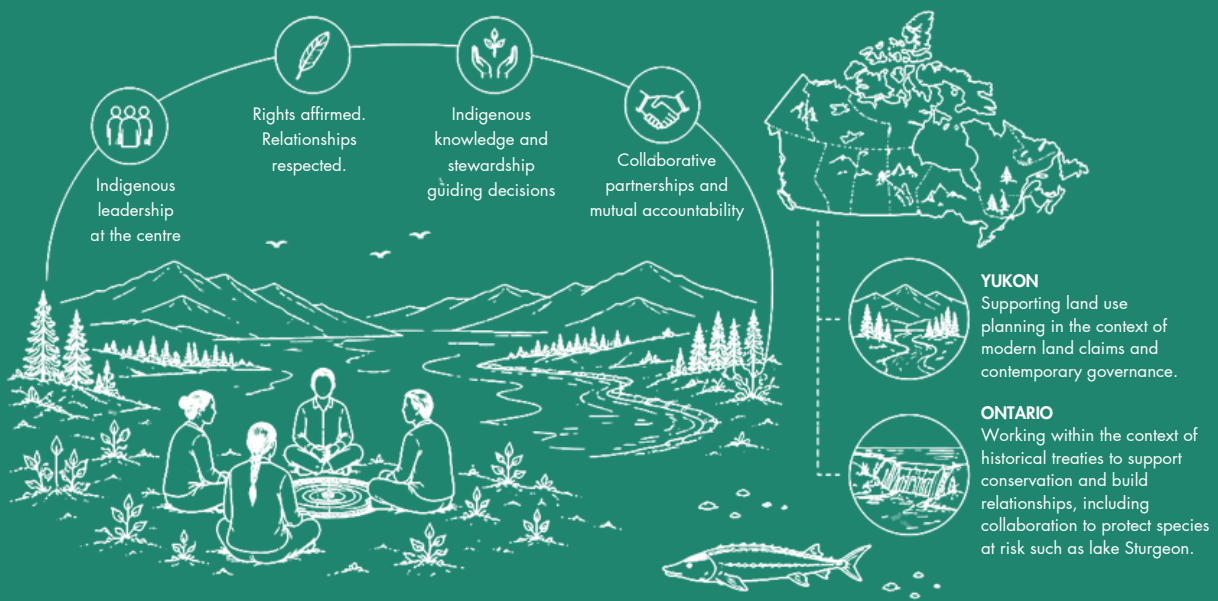 Indigenous
leadership
at the centre
Rights affirmed.
Relationships
respected.
Indigenous
knowledge and
stewardship
guiding decisions
Collaborative
partnerships and
mutual accountability
YUKON
Supporting land use
planning in the context of
modern land claims and
contemporary governance.
ONTARIO
Working within the context of
historical treaties to support
conservation and build
relationships, including
collaboration to protect species
at risk such as lake Sturgeon.